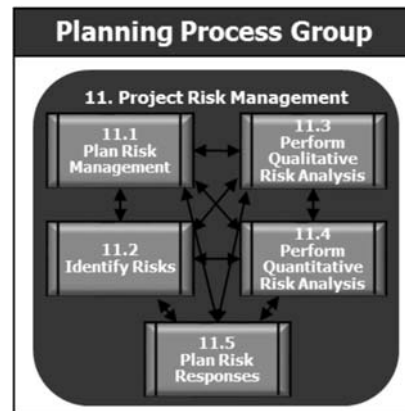 Planning Process Group
11. Project Risk Management
11.1
Plan Risk
Management
11.3
Perform
Qualitative
Risk Analysis
11.2
Identify Risks
11.4
Perform
Quantitative
Risk Analysis
11.5
Plan Risk
Responses